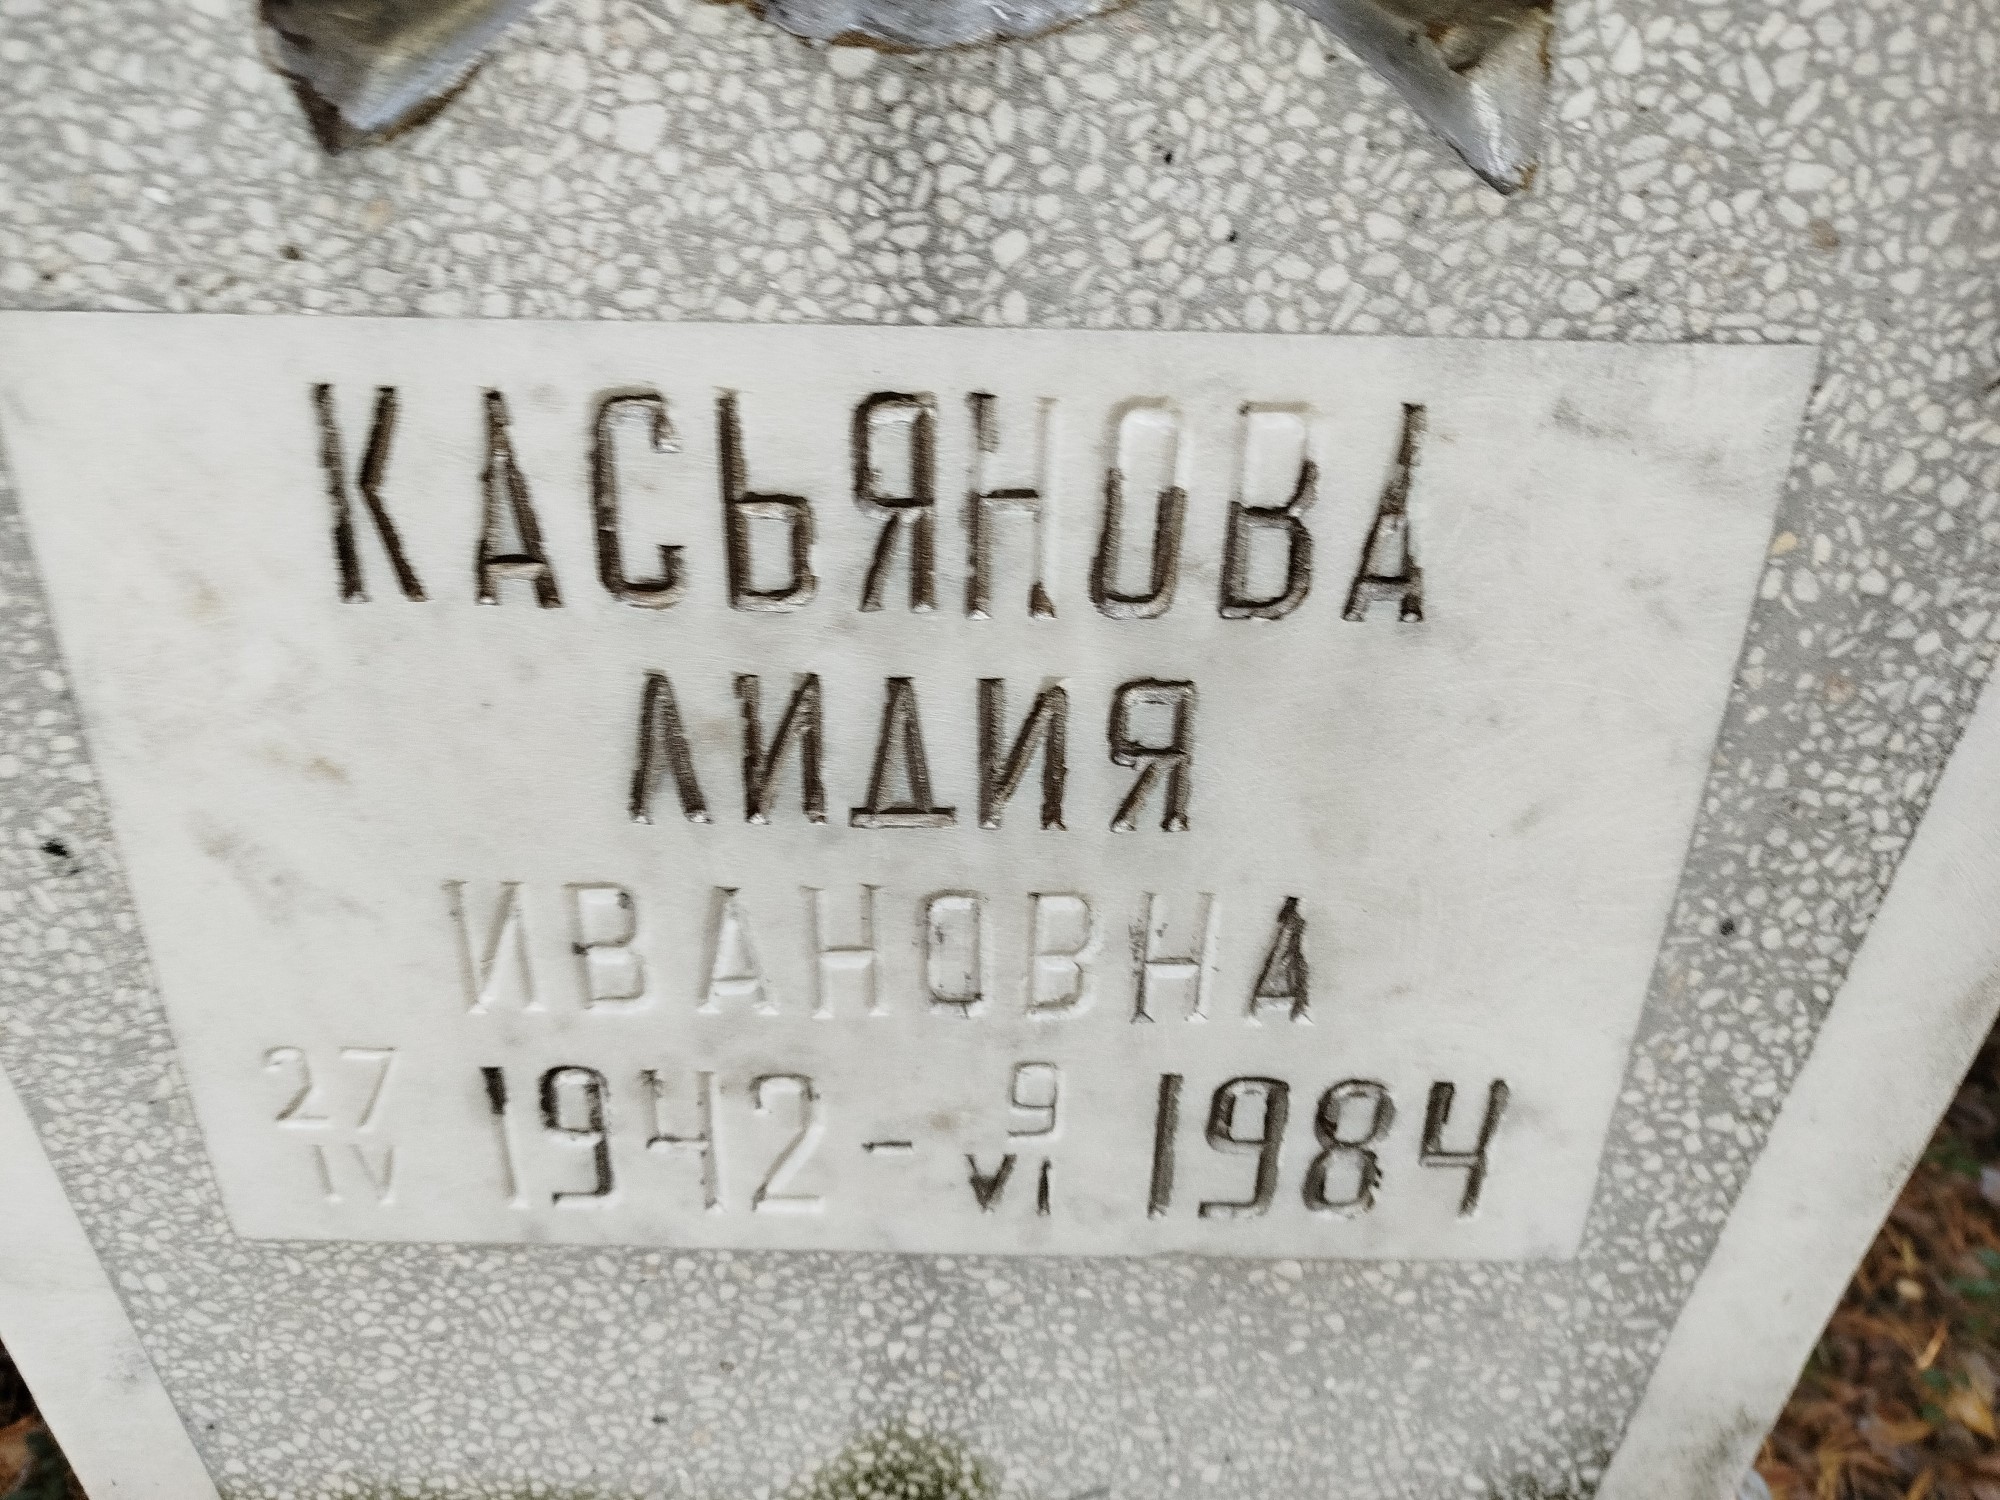 КАСЬЯНОВА
ЛИДИЯ
ИВАНОВНА
27 IV 1942 - 9 VI 1984